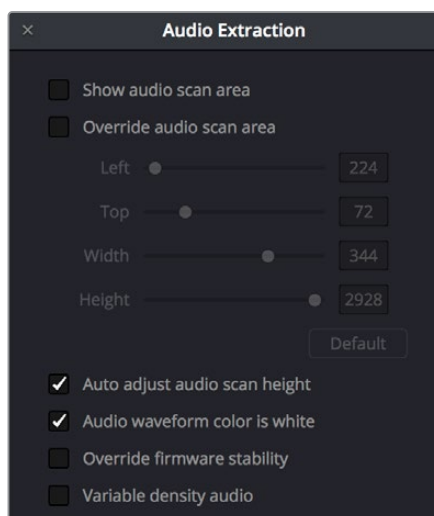 Audio Extraction
Show audio scan area
Override audio scan area
Left 224
Top 72
Width 344
Height 2928
Default
Auto adjust audio scan height
Audio waveform color is white
Override firmware stability
Variable density audio